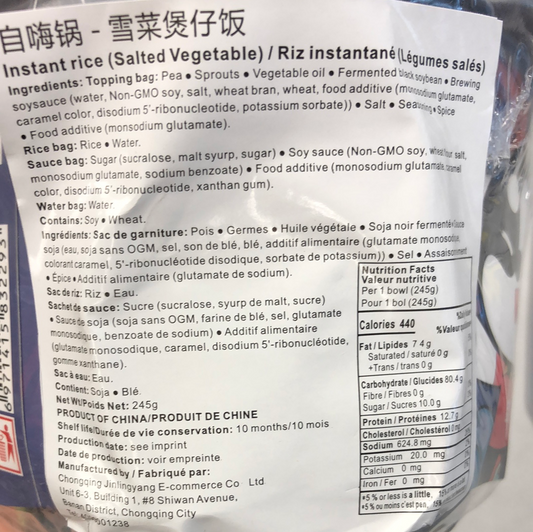 自嗨锅 - 雪菜煲仔饭
Instant rice (Salted Vegetable) / Riz instantané (Légumes salés)
Ingredients: Topping bag: Pea ● Sprouts ● Vegetable oil ● Fermented black soybean ● Brewing
soysauce (water, Non-GMO soy, salt, wheat bran, wheat, food additive (monosodium glutamate,
caramel color, disodium 5'-ribonucleotide, potassium sorbate)) ● Salt ● Seasoning ● Spice
● Food additive (monosodium glutamate).
Rice bag: Rice ● Water.
Sauce bag: Sugar (sucralose, malt syurp, sugar) ● Soy sauce (Non-GMO soy, wheat flour, salt,
monosodium glutamate, sodium benzoate) ● Food additive (monosodium glutamate, caramel
color, disodium 5'-ribonucleotide, xanthan gum).
Water bag: Water.
Contains: Soy ● Wheat.
Ingrédients: Sac de garniture: Pois ● Germes ● Huile végétale ● Soja noir fermenté ● Sauce
soja (eau, soja sans OGM, sel, son de blé, blé, additif alimentaire (glutamate monosodique,
colorant caramel, 5'-ribonucléotide disodique, sorbate de potassium)) ● Sel ● Assaisonnement
● Épice ● Additif alimentaire (glutamate de sodium).
Sac de riz: Riz ● Eau.
Sachet de sauce: Sucre (sucralose, syurp de malt, sucre)
● Sauce de soja (soja sans OGM, farine de blé, sel, glutamate
monosodique, benzoate de sodium) ● Additif alimentaire
(glutamate monosodique, caramel, disodium 5'-ribonucléotide,
gomme xanthane).
Sac à eau: Eau.
Contient: Soja ● Blé.
Net Wt/Poids Net: 245g
PRODUCT OF CHINA/PRODUIT DE CHINE
Shelf life/Durée de vie conservation: 10 months/10 mois
Production date: see imprint
Date de production: voir empreinte
Manufactured by / Fabriqué par:
Chongqing Jinlingyang E-commerce Co Ltd
Unit 6-3, Building 1, #8 Shiwan Avenue,
Banan District, Chongqing City
001238
Nutrition Facts
Valeur nutritive
Per 1 bowl (245g)
Pour 1 bol (245g)
Calories 440
% Valeur
Fat / Lipides 7.4 g
Saturated / saturé 0 g
+Trans / trans 0 g
Carbohydrate / Glucides 80.4 g
Fibre / Fibres 0 g
Sugar / Sucres 10.0 g
Protein / Protéines 12.7 g
Cholesterol / Cholestérol 0 mg
Sodium 624.8 mg
Potassium 20.0 mg
Calcium 0 mg
Iron / Fer 0 mg
*5 % or less is a little, 15%
*5 % ou moins c'est peu, 15%
6 971415 832293